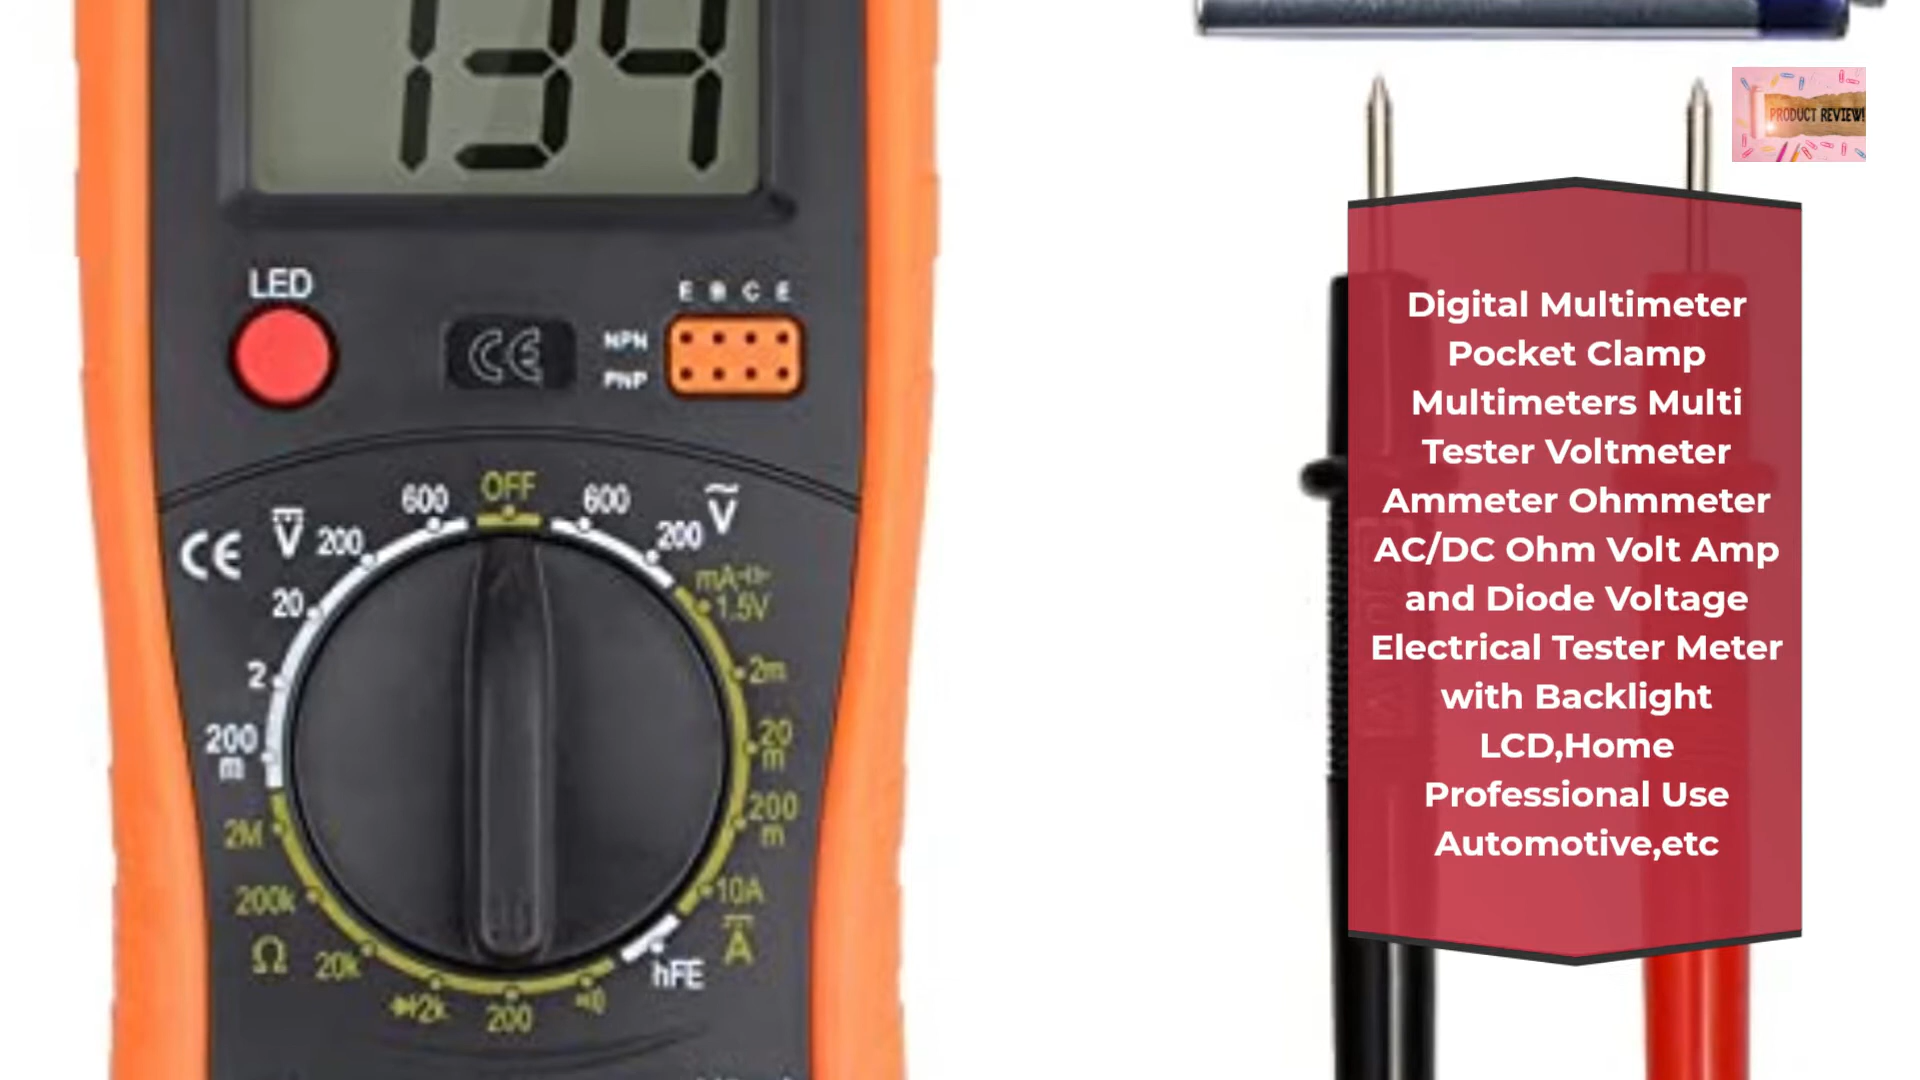 134
PRODUCT REVIEW!
LED
E B C E
NPN
PNP
CE
Digital Multimeter
Pocket Clamp
Multimeters Multi
Tester Voltmeter
Ammeter Ohmmeter
AC/DC Ohm Volt Amp
and Diode Voltage
Electrical Tester Meter
with Backlight
LCD,Home
Professional Use
Automotive,etc
OFF
600
600
CE
V
200
200
V
mA
1.5V
20
2
2m
200
m
20
m
2M
200
m
200k
10A
Ω
20k
A
hFE
2k
200